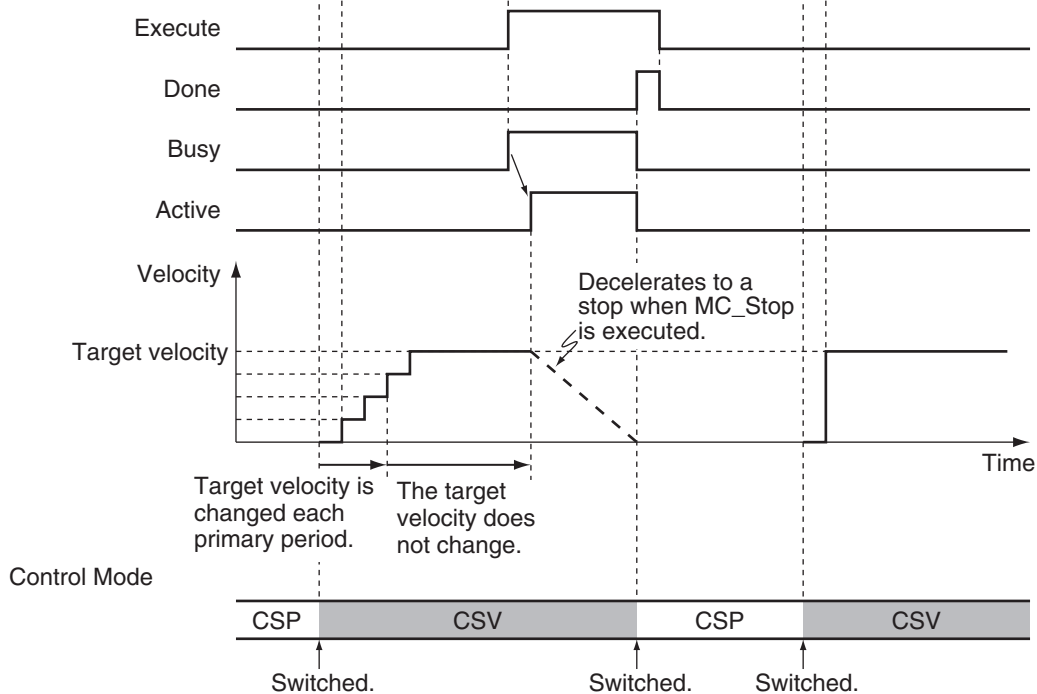 Execute
Done
Busy
Active
Velocity
Decelerates to a
stop when MC_Stop
is executed.
Target velocity
Time
Target velocity is
changed each
primary period.
The target
velocity does
not change.
Control Mode
CSP
CSV
CSP
CSV
Switched.
Switched.
Switched.